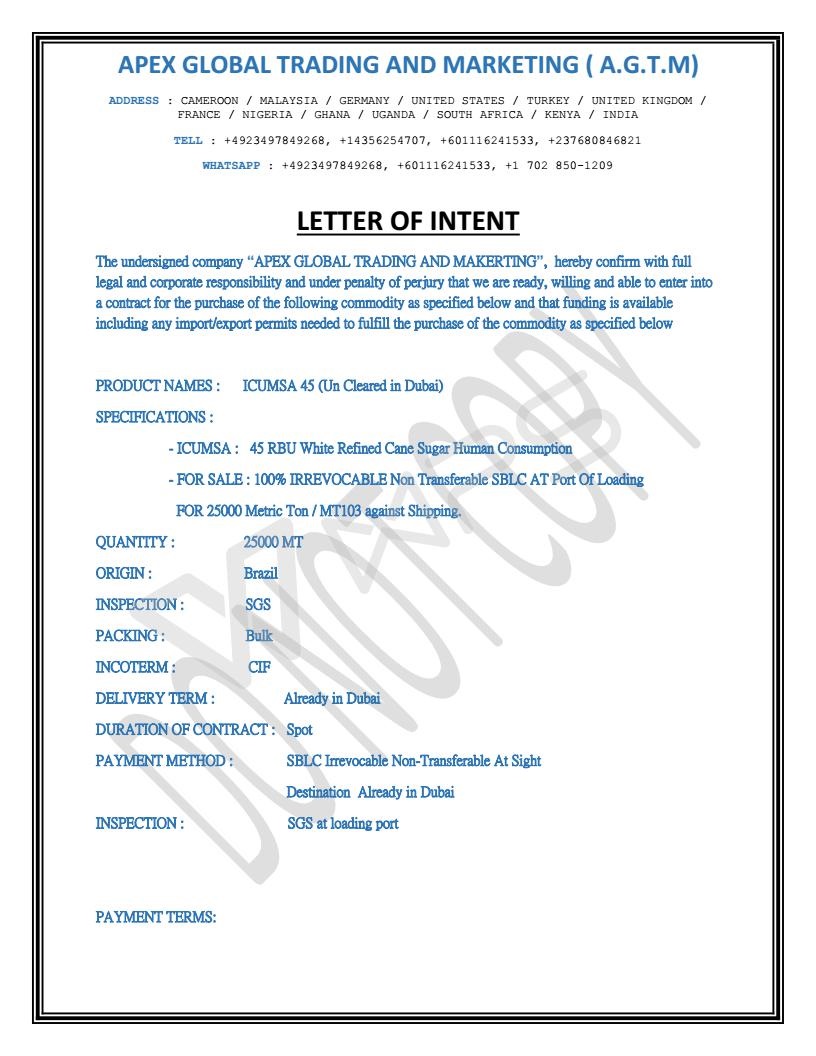 APEX GLOBAL TRADING AND MARKETING ( A.G.T.M)
ADDRESS : CAMEROON / MALAYSIA / GERMANY / UNITED STATES / TURKEY / UNITED KINGDOM /
FRANCE / NIGERIA / GHANA / UGANDA / SOUTH AFRICA / KENYA / INDIA
TELL : +4923497849268, +14356254707, +601116241533, +237680846821
WHATSAPP : +4923497849268, +601116241533, +1 702 850-1209
LETTER OF INTENT
The undersigned company “APEX GLOBAL TRADING AND MAKERTING”, hereby confirm with full
legal and corporate responsibility and under penalty of perjury that we are ready, willing and able to enter into
a contract for the purchase of the following commodity as specified below and that funding is available
including any import/export permits needed to fulfill the purchase of the commodity as specified below
PRODUCT NAMES : ICUMSA 45 (Un Cleared in Dubai)
SPECIFICATIONS :
- ICUMSA : 45 RBU White Refined Cane Sugar Human Consumption
- FOR SALE : 100% IRREVOCABLE Non Transferable SBLC AT Port Of Loading
FOR 25000 Metric Ton / MT103 against Shipping.
QUANTITY : 25000 MT
ORIGIN : Brazil
INSPECTION : SGS
PACKING : Bulk
INCOTERM : CIF
DELIVERY TERM : Already in Dubai
DURATION OF CONTRACT : Spot
PAYMENT METHOD : SBLC Irrevocable Non-Transferable At Sight
Destination Already in Dubai
INSPECTION : SGS at loading port
PAYMENT TERMS:
DO NOT COPY